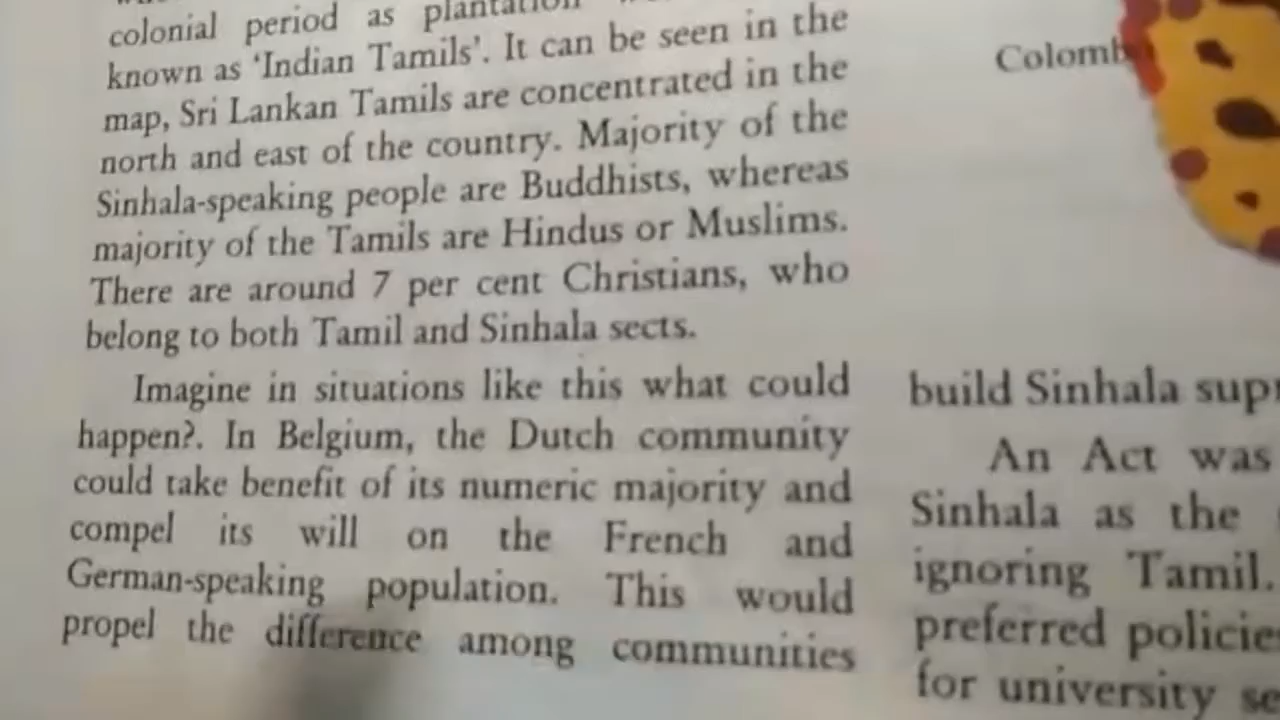 colonial period as plantation
known as ‘Indian Tamils’. It can be seen in the
map, Sri Lankan Tamils are concentrated in the
north and east of the country. Majority of the
Sinhala-speaking people are Buddhists, whereas
majority of the Tamils are Hindus or Muslims.
There are around 7 per cent Christians, who
belong to both Tamil and Sinhala sects.
Imagine in situations like this what could
happen?. In Belgium, the Dutch community
could take benefit of its numeric majority and
compel its will on the French and
German-speaking population. This would
propel the difference among communities
Colomb
build Sinhala sup
An Act was
Sinhala as the
ignoring Tamil.
preferred policie
for university se